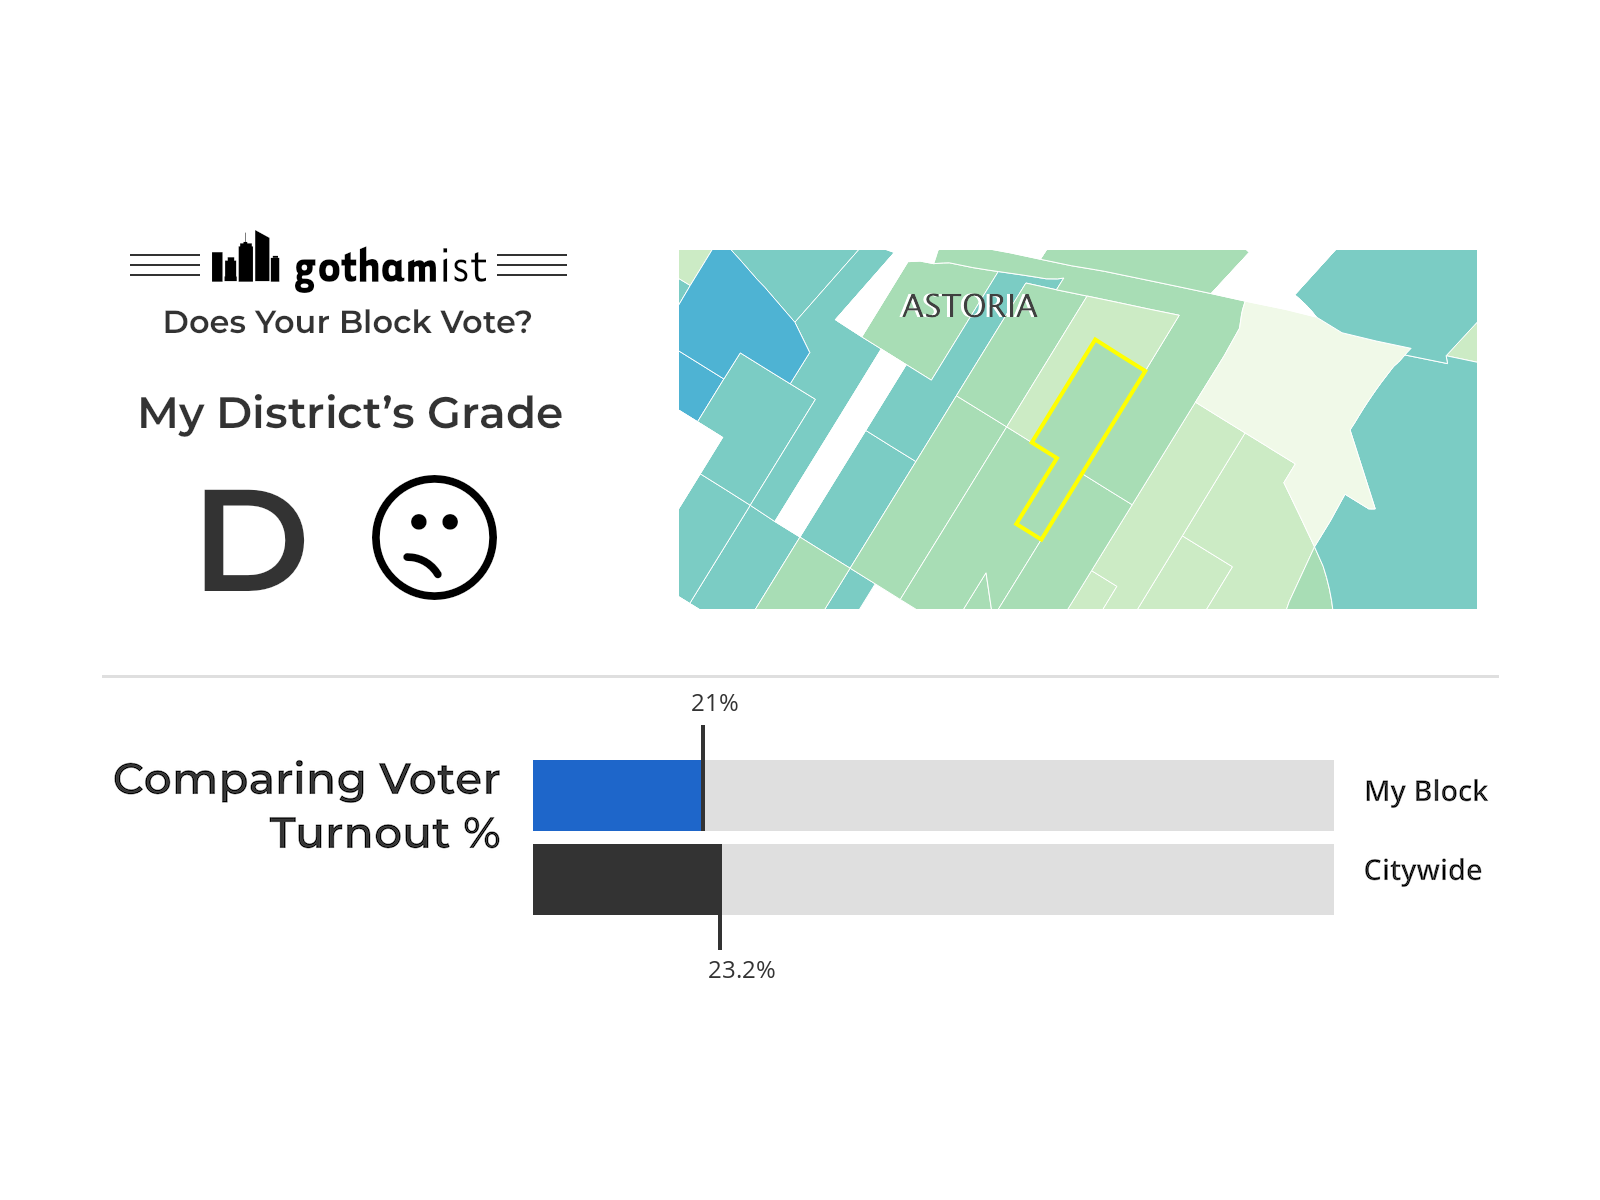 gothamist
Does Your Block Vote?
My District’s Grade
D
ASTORIA
21%
Comparing Voter
Turnout %
My Block
Citywide
23.2%